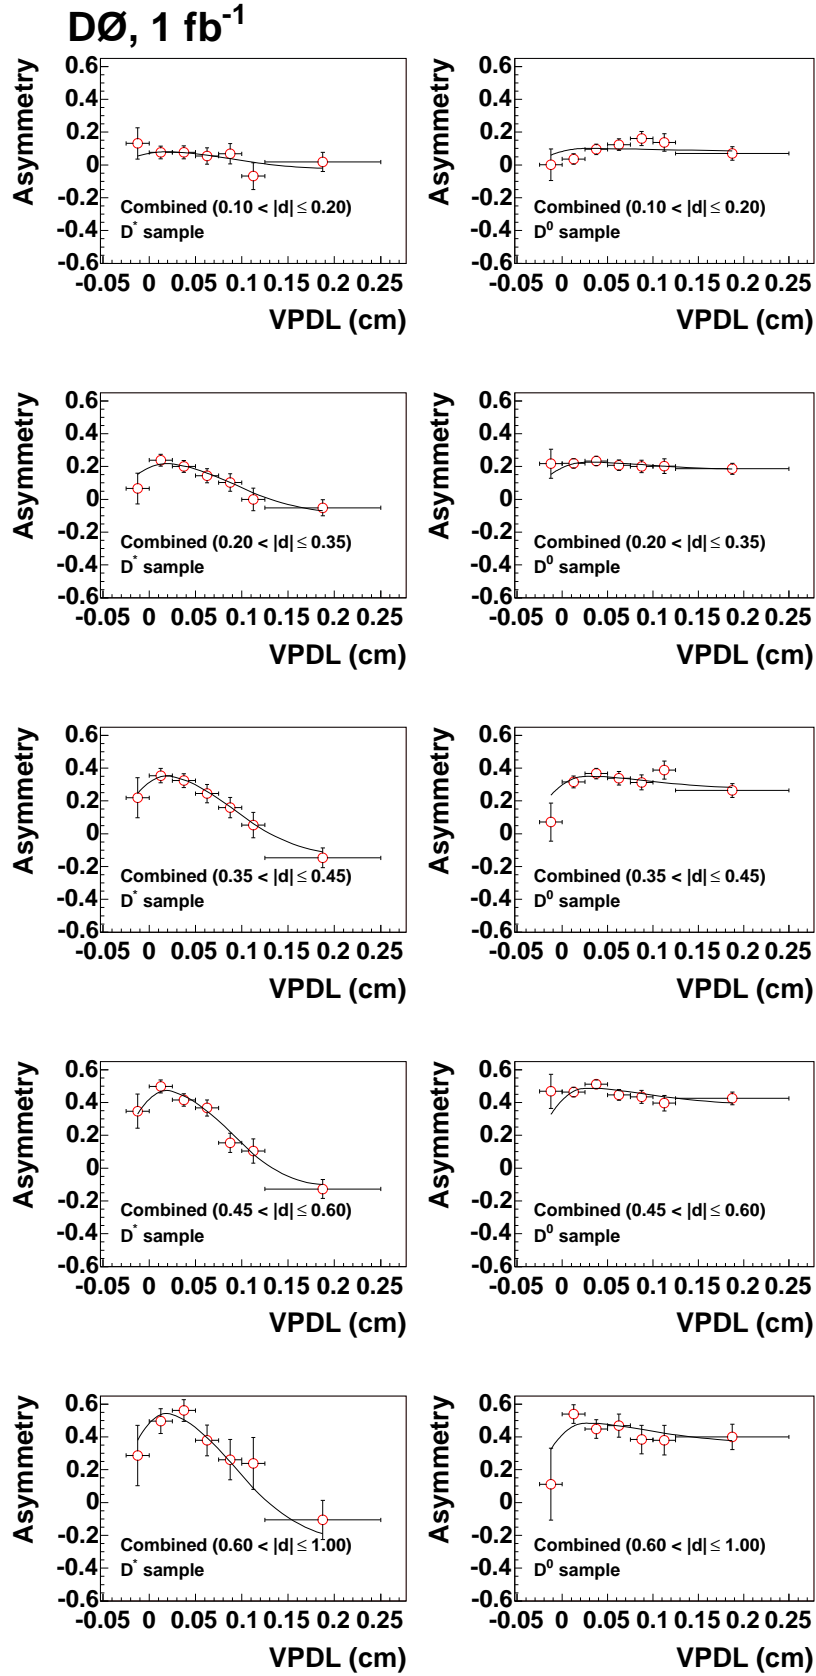 DØ, 1 fb⁻¹
Asymmetry
0.6
0.4
0.2
0
-0.2
-0.4
-0.6
Combined (0.10 < |d| ≤ 0.20)
D* sample
-0.05 0 0.05 0.1 0.15 0.2 0.25
VPDL (cm)
Asymmetry
0.6
0.4
0.2
0
-0.2
-0.4
-0.6
Combined (0.10 < |d| ≤ 0.20)
D⁰ sample
-0.05 0 0.05 0.1 0.15 0.2 0.25
VPDL (cm)
Asymmetry
0.6
0.4
0.2
0
-0.2
-0.4
-0.6
Combined (0.20 < |d| ≤ 0.35)
D* sample
-0.05 0 0.05 0.1 0.15 0.2 0.25
VPDL (cm)
Asymmetry
0.6
0.4
0.2
0
-0.2
-0.4
-0.6
Combined (0.20 < |d| ≤ 0.35)
D⁰ sample
-0.05 0 0.05 0.1 0.15 0.2 0.25
VPDL (cm)
Asymmetry
0.6
0.4
0.2
0
-0.2
-0.4
-0.6
Combined (0.35 < |d| ≤ 0.45)
D* sample
-0.05 0 0.05 0.1 0.15 0.2 0.25
VPDL (cm)
Asymmetry
0.6
0.4
0.2
0
-0.2
-0.4
-0.6
Combined (0.35 < |d| ≤ 0.45)
D⁰ sample
-0.05 0 0.05 0.1 0.15 0.2 0.25
VPDL (cm)
Asymmetry
0.6
0.4
0.2
0
-0.2
-0.4
-0.6
Combined (0.45 < |d| ≤ 0.60)
D* sample
-0.05 0 0.05 0.1 0.15 0.2 0.25
VPDL (cm)
Asymmetry
0.6
0.4
0.2
0
-0.2
-0.4
-0.6
Combined (0.45 < |d| ≤ 0.60)
D⁰ sample
-0.05 0 0.05 0.1 0.15 0.2 0.25
VPDL (cm)
Asymmetry
0.6
0.4
0.2
0
-0.2
-0.4
-0.6
Combined (0.60 < |d| ≤ 1.00)
D* sample
-0.05 0 0.05 0.1 0.15 0.2 0.25
VPDL (cm)
Asymmetry
0.6
0.4
0.2
0
-0.2
-0.4
-0.6
Combined (0.60 < |d| ≤ 1.00)
D⁰ sample
-0.05 0 0.05 0.1 0.15 0.2 0.25
VPDL (cm)